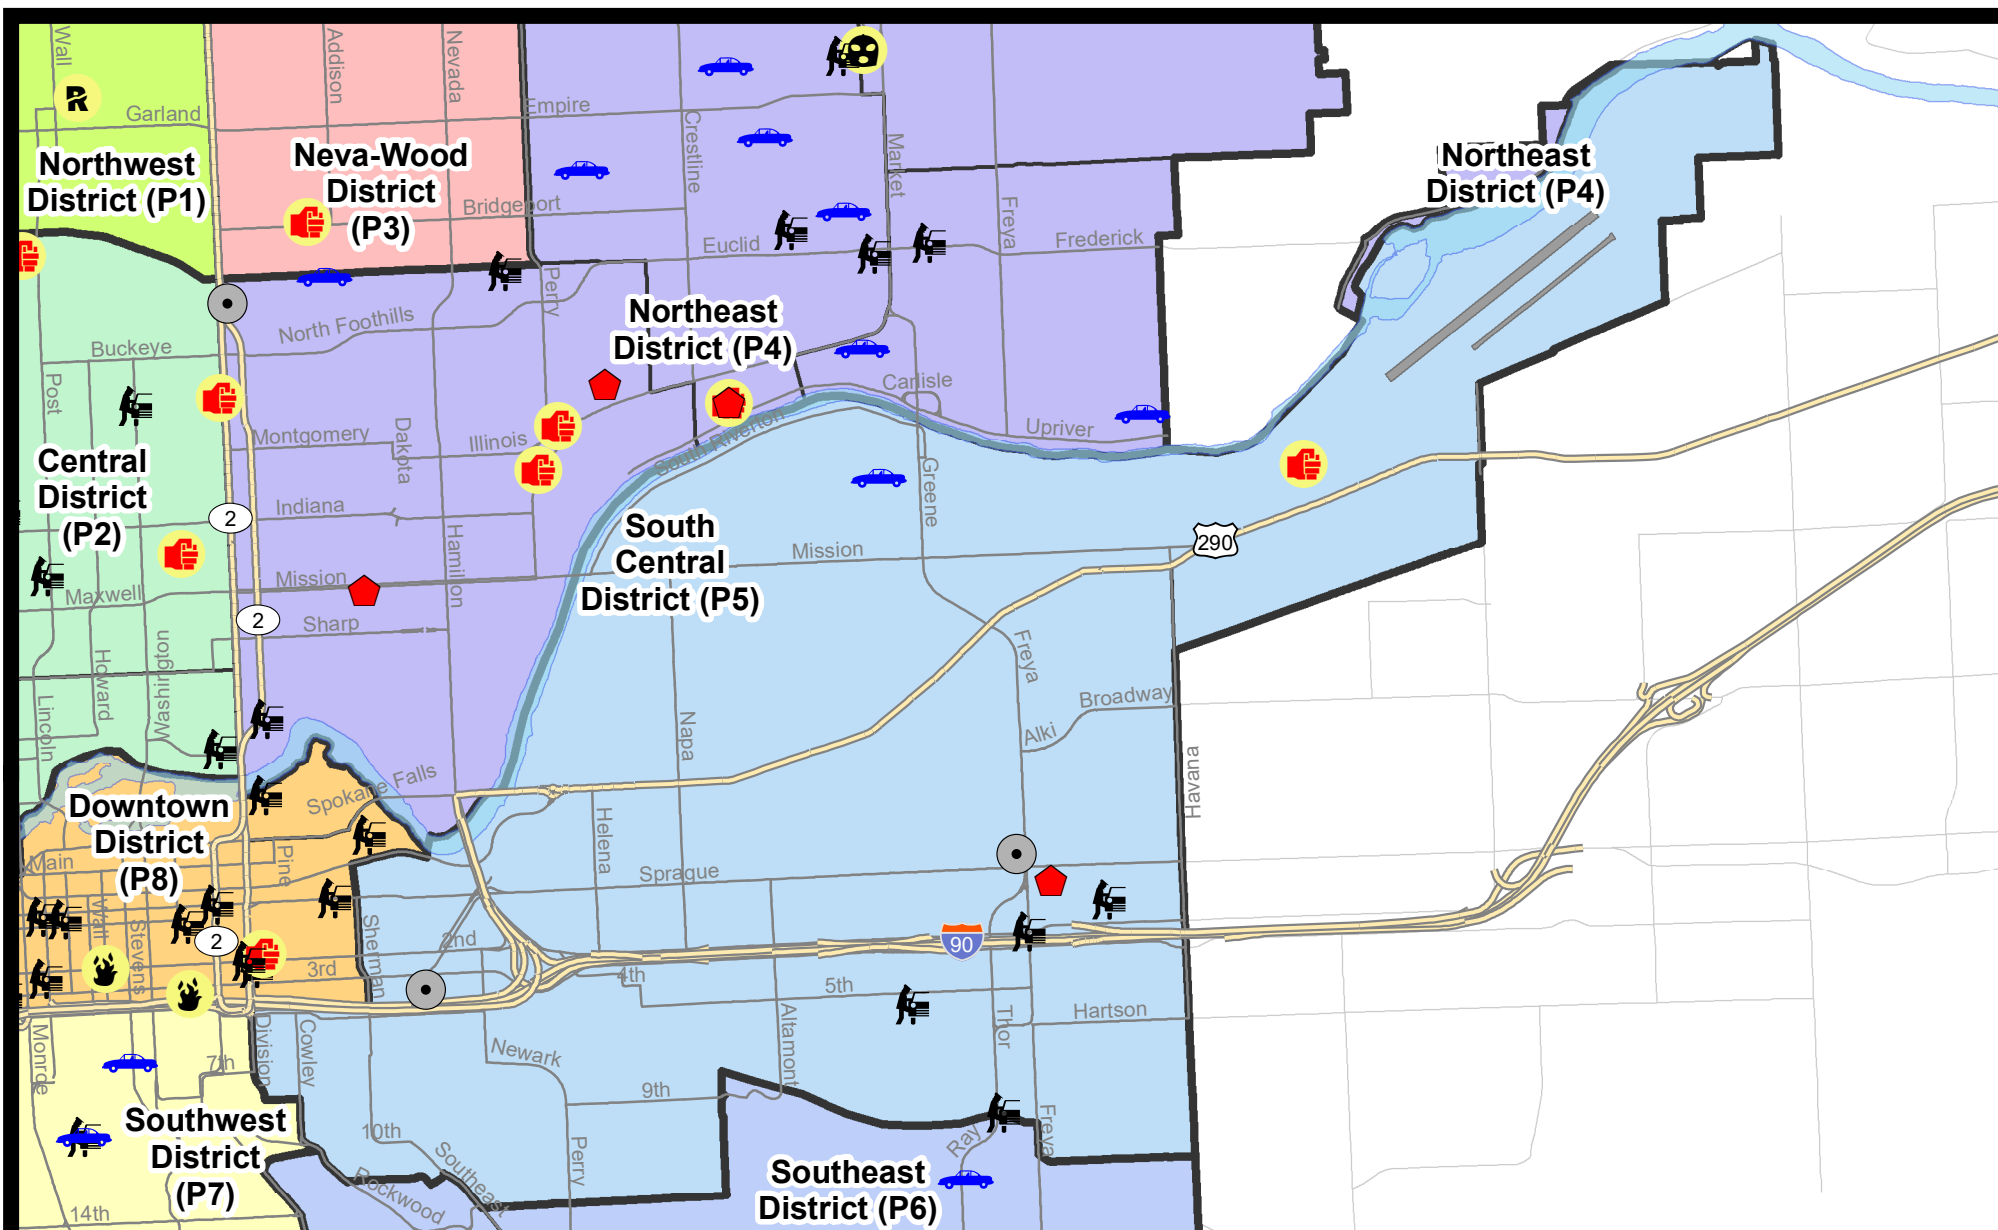 Wall
Addison
Nevada
Garland
Empire
Crestline
Market
Northwest
District (P1)
Neva-Wood
District
(P3)
Northeast
District (P4)
Bridgeport
Euclid
Freya
Frederick
Perry
North Foothills
Northeast
District (P4)
Buckeye
Post
Carlisle
Dakota
Montgomery
Illinois
South Riverton
Upriver
Central
District
(P2)
Greene
2
Indiana
South
Central
District (P5)
Hamilton
Mission
290
Mission
Maxwell
2
Sharp
Freya
Howard
Washington
Lincoln
Napa
Broadway
Alki
Havana
Spokane Falls
Downtown
District
(P8)
Helena
Main
Pine
Sprague
Wall
Stevens
Sherman
2
2nd
90
3rd
4th
5th
Altamont
Thor
Hartson
Monroe
Division
Cowley
7th
Newark
9th
Freya
Southwest
District
(P7)
10th
Southeast
Perry
Ray
Rockwood
Southeast
District (P6)
14th